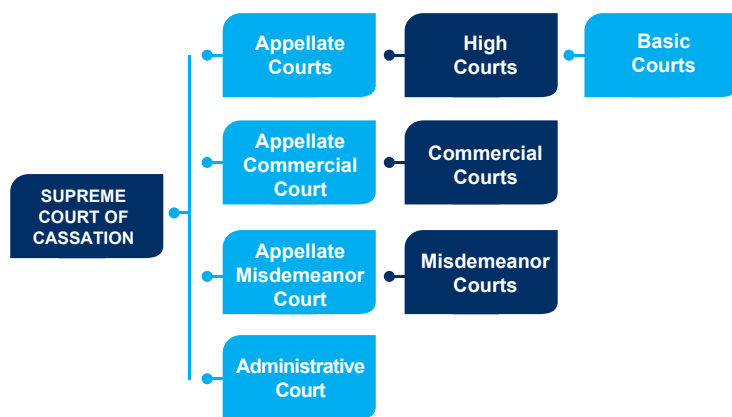 Appellate
Courts
High
Courts
Basic
Courts
Appellate
Commercial
Court
Commercial
Courts
SUPREME
COURT OF
CASSATION
Appellate
Misdemeanor
Court
Misdemeanor
Courts
Administrative
Court